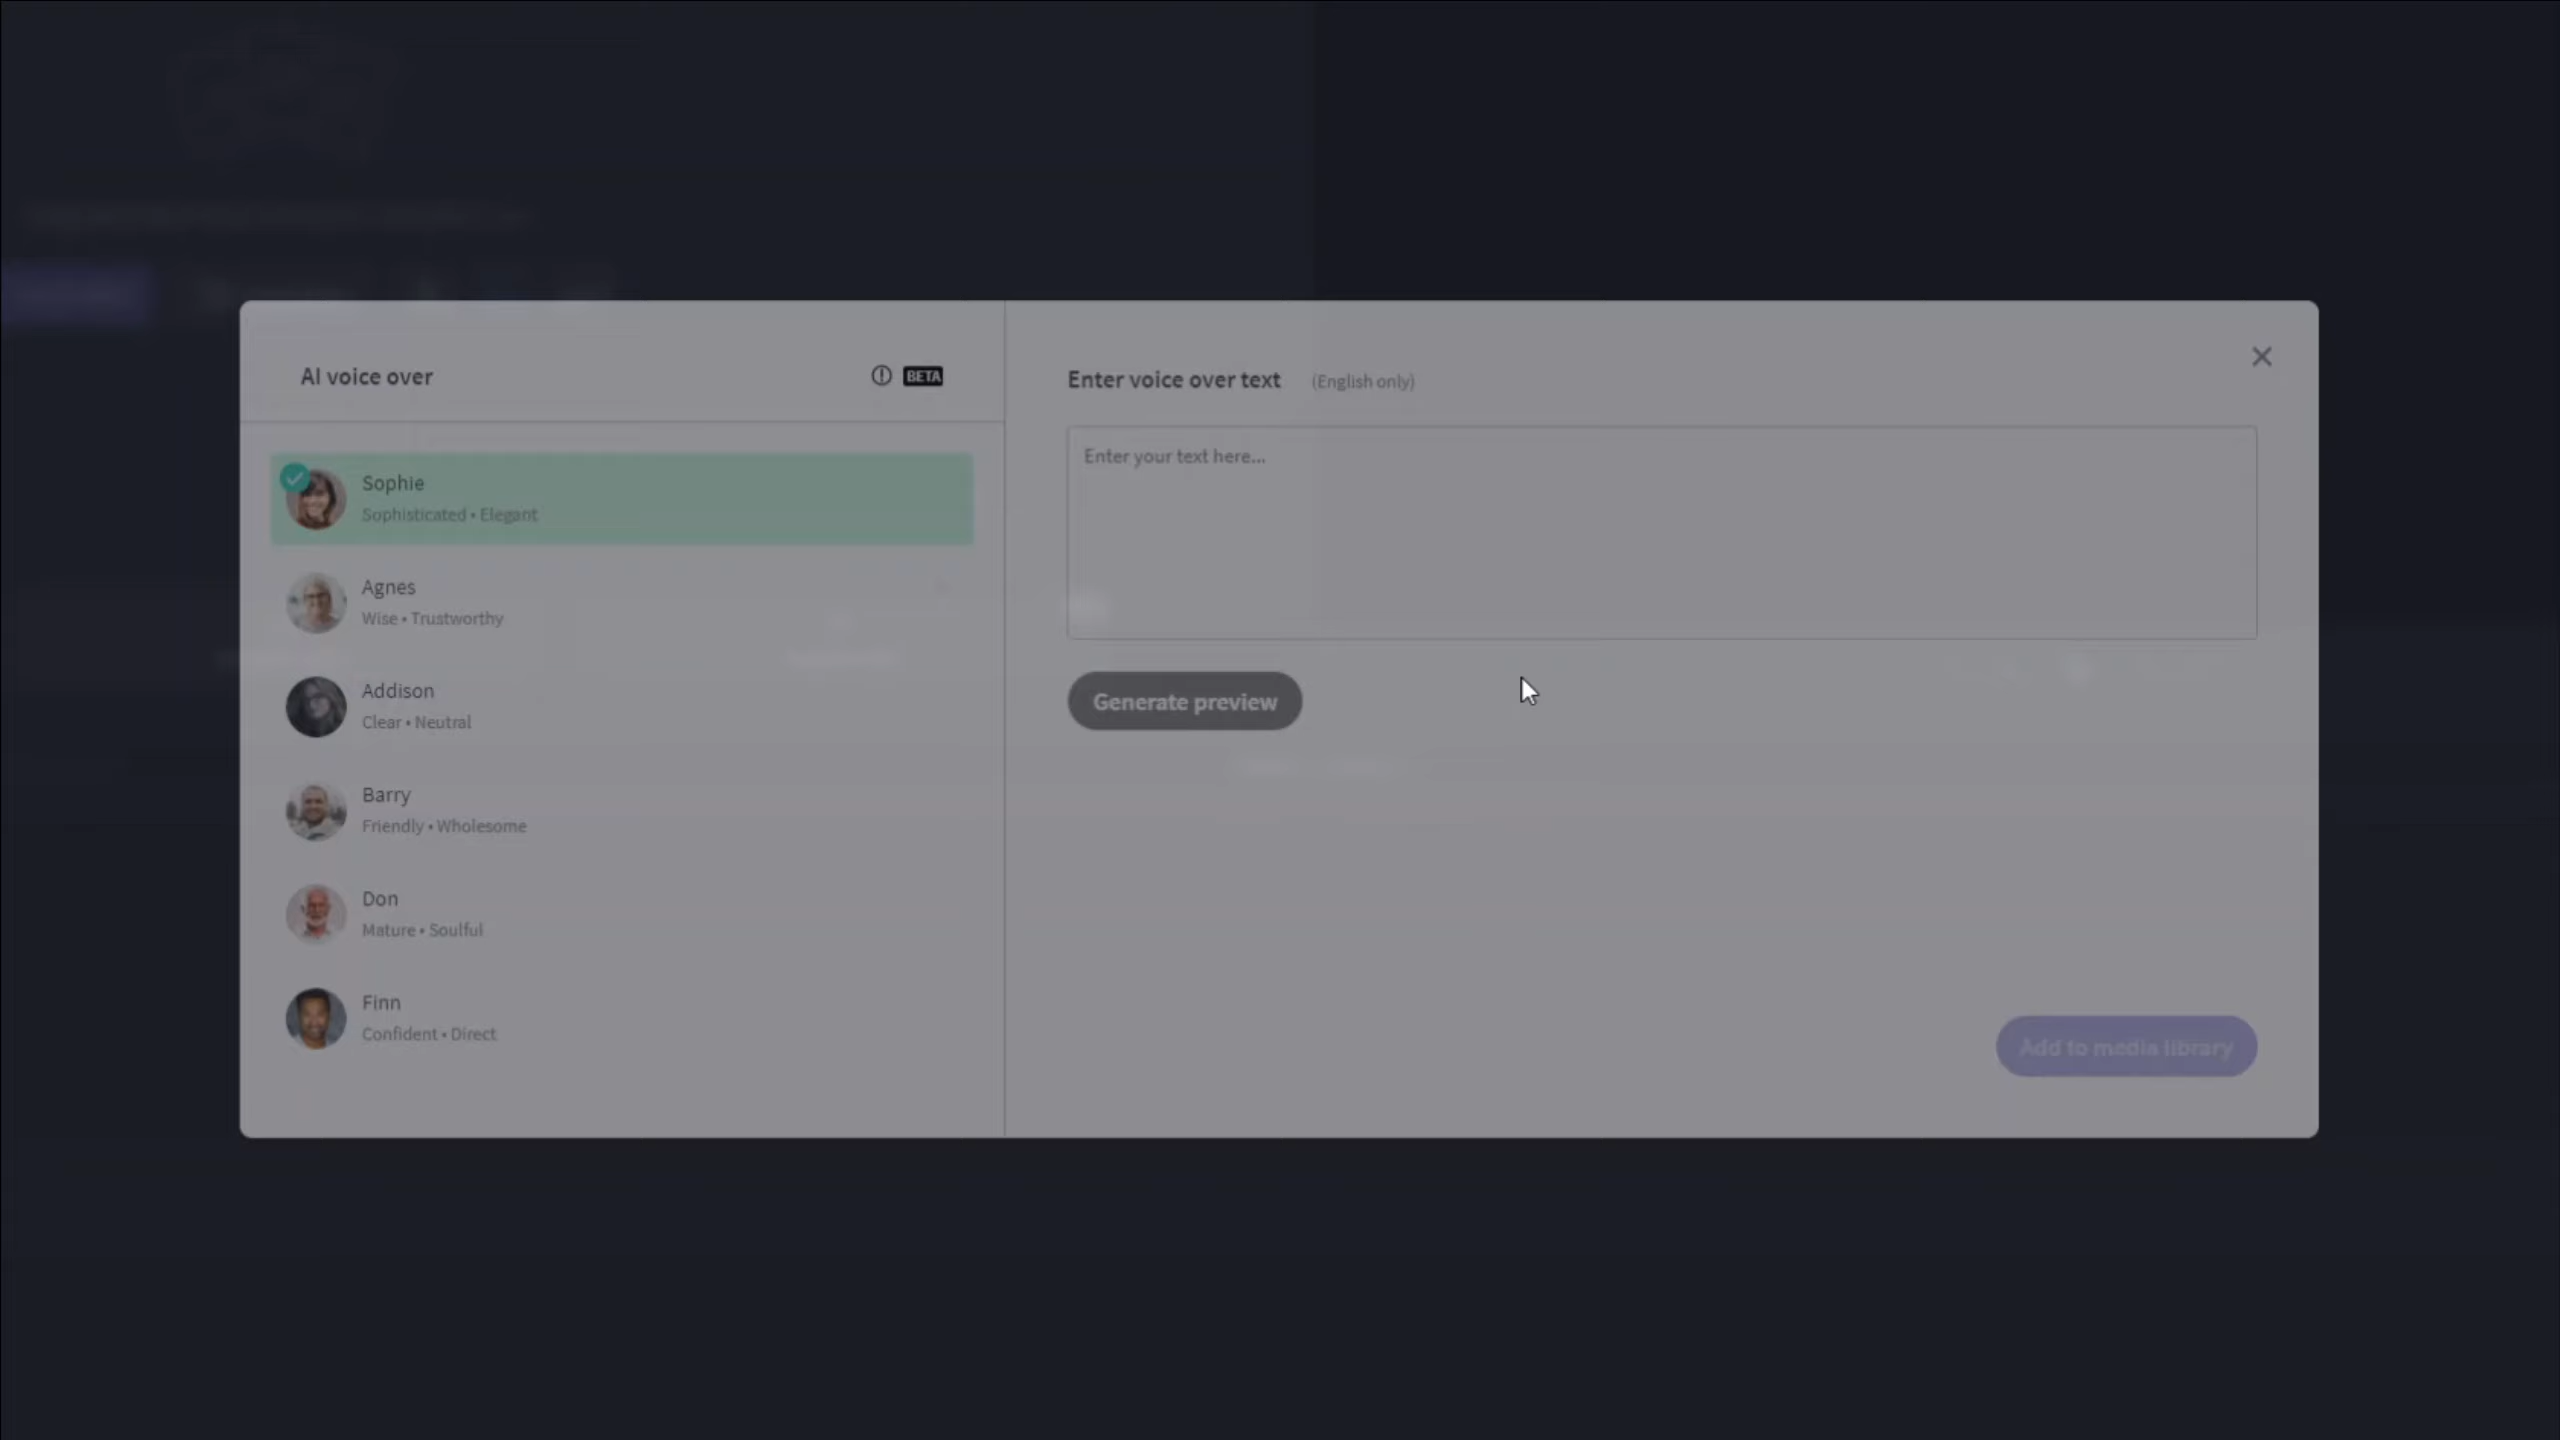 AI voice over
BETA
Sophie
Sophisticated • Elegant
Agnes
Wise • Trustworthy
Addison
Clear • Neutral
Barry
Friendly • Wholesome
Don
Mature • Soulful
Finn
Confident • Direct
Enter voice over text (English only)
Enter your text here...
Generate preview
Add to media library